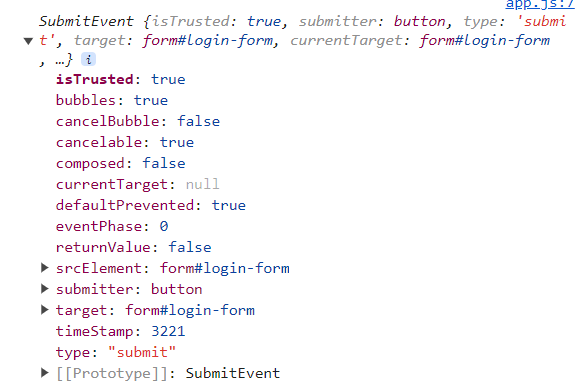 app.js:7
SubmitEvent {isTrusted: true, submitter: button, type: 'submi
t', target: form#login-form, currentTarget: form#login-form
, …} i
isTrusted: true
bubbles: true
cancelBubble: false
cancelable: true
composed: false
currentTarget: null
defaultPrevented: true
eventPhase: 0
returnValue: false
srcElement: form#login-form
submitter: button
target: form#login-form
timeStamp: 3221
type: "submit"
[[Prototype]]: SubmitEvent